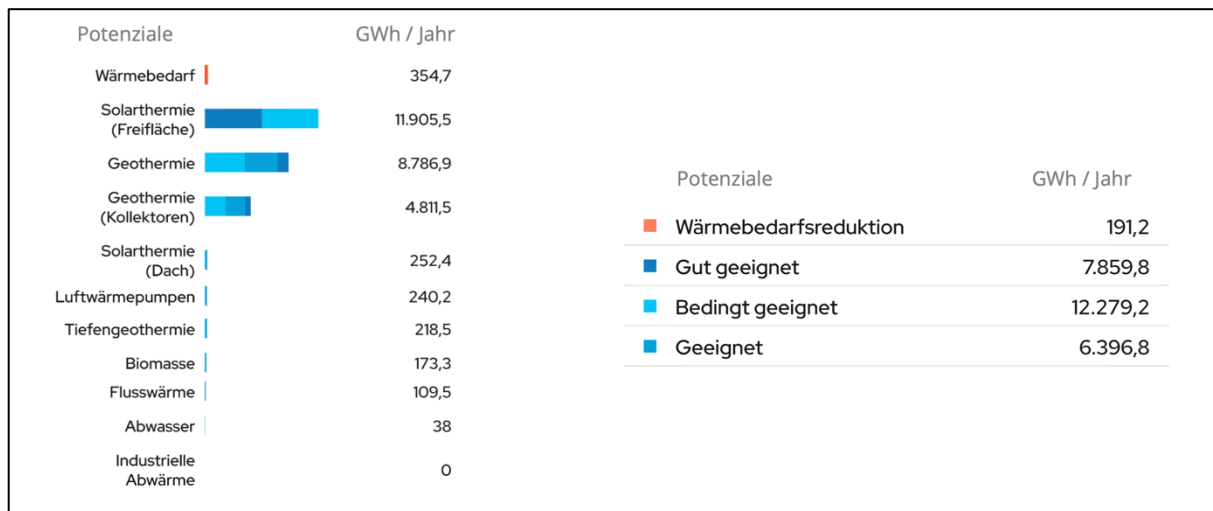 Potenziale GWh / Jahr
Wärmebedarf 354,7
Solarthermie
(Freifläche) 11.905,5
Geothermie 8.786,9
Geothermie
(Kollektoren) 4.811,5
Solarthermie
(Dach) 252,4
Luftwärmepumpen 240,2
Tiefengeothermie 218,5
Biomasse 173,3
Flusswärme 109,5
Abwasser 38
Industrielle
Abwärme 0
Potenziale GWh / Jahr
Wärmebedarfsreduktion 191,2
Gut geeignet 7.859,8
Bedingt geeignet 12.279,2
Geeignet 6.396,8